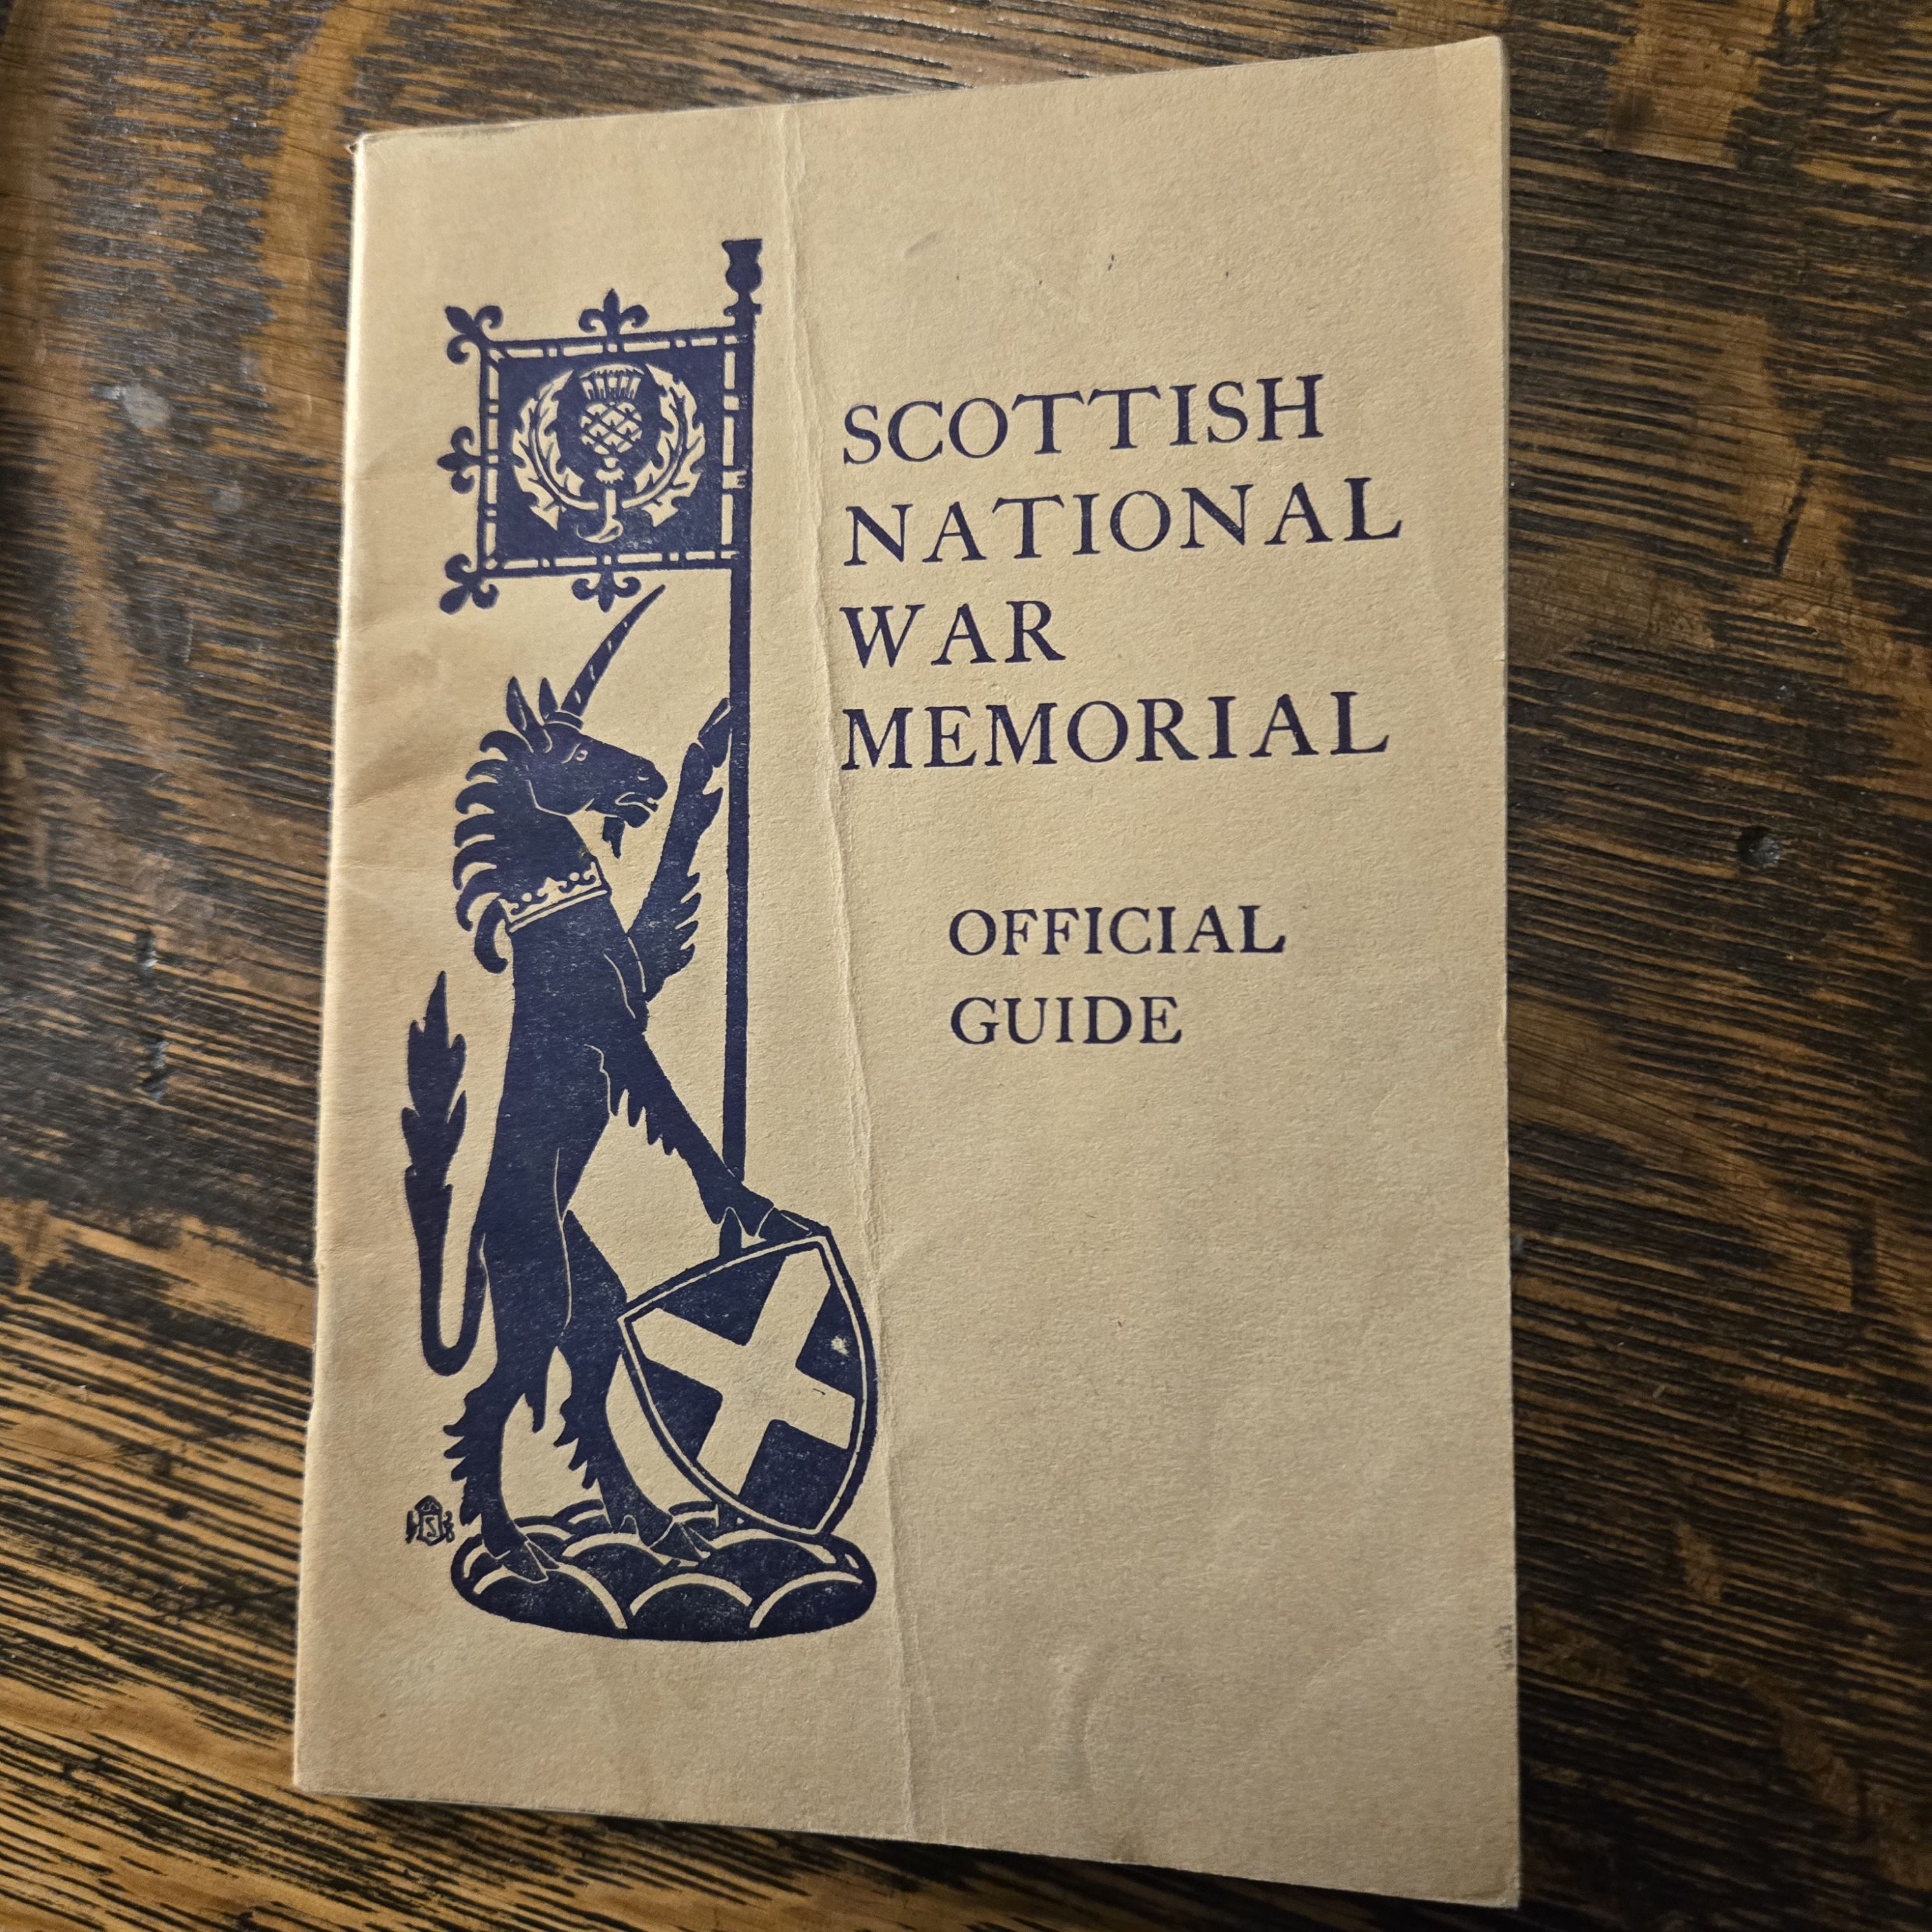 SCOTTISH
NATIONAL
WAR
MEMORIAL
OFFICIAL
GUIDE